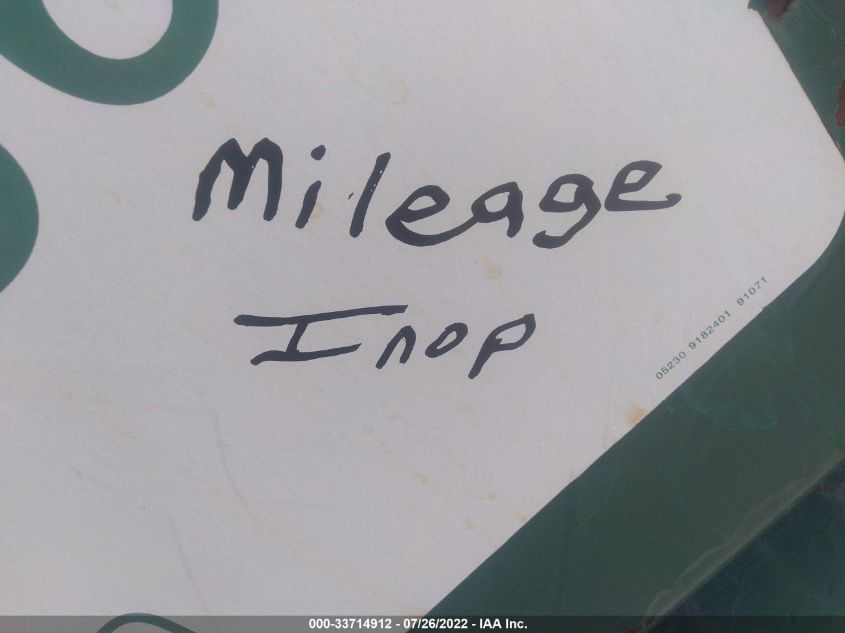 Mileage
Inop
05230 9182401 91071
000-33714912 - 07/26/2022 - IAA Inc.